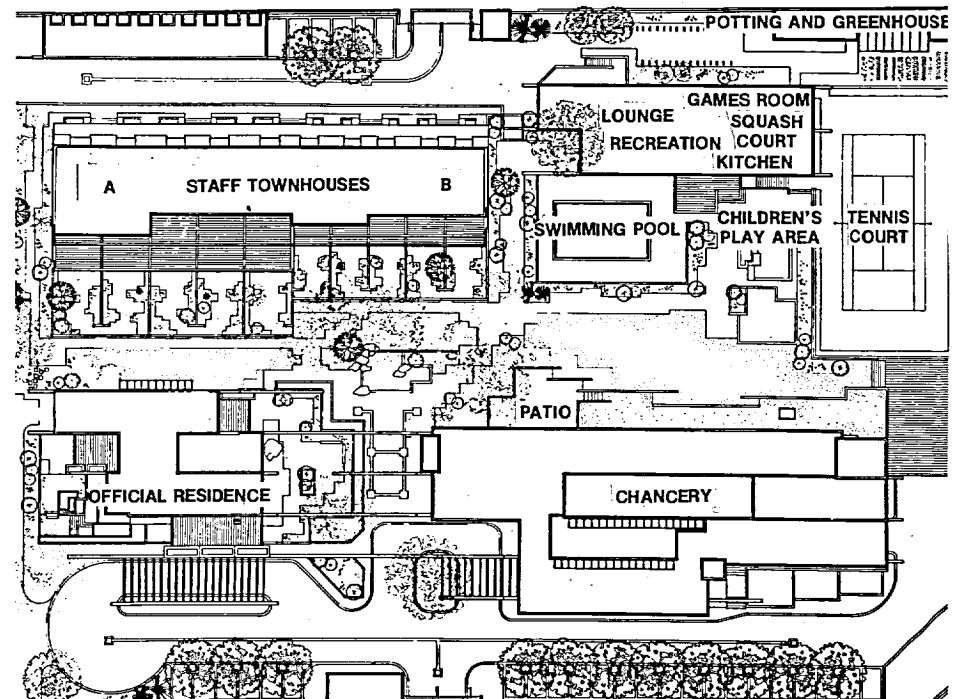 POTTING AND GREENHOUSE
LOUNGE
RECREATION
GAMES ROOM
SQUASH
COURT
KITCHEN
A
STAFF TOWNHOUSES
B
SWIMMING POOL
CHILDREN'S
PLAY AREA
TENNIS
COURT
PATIO
OFFICIAL RESIDENCE
CHANCERY